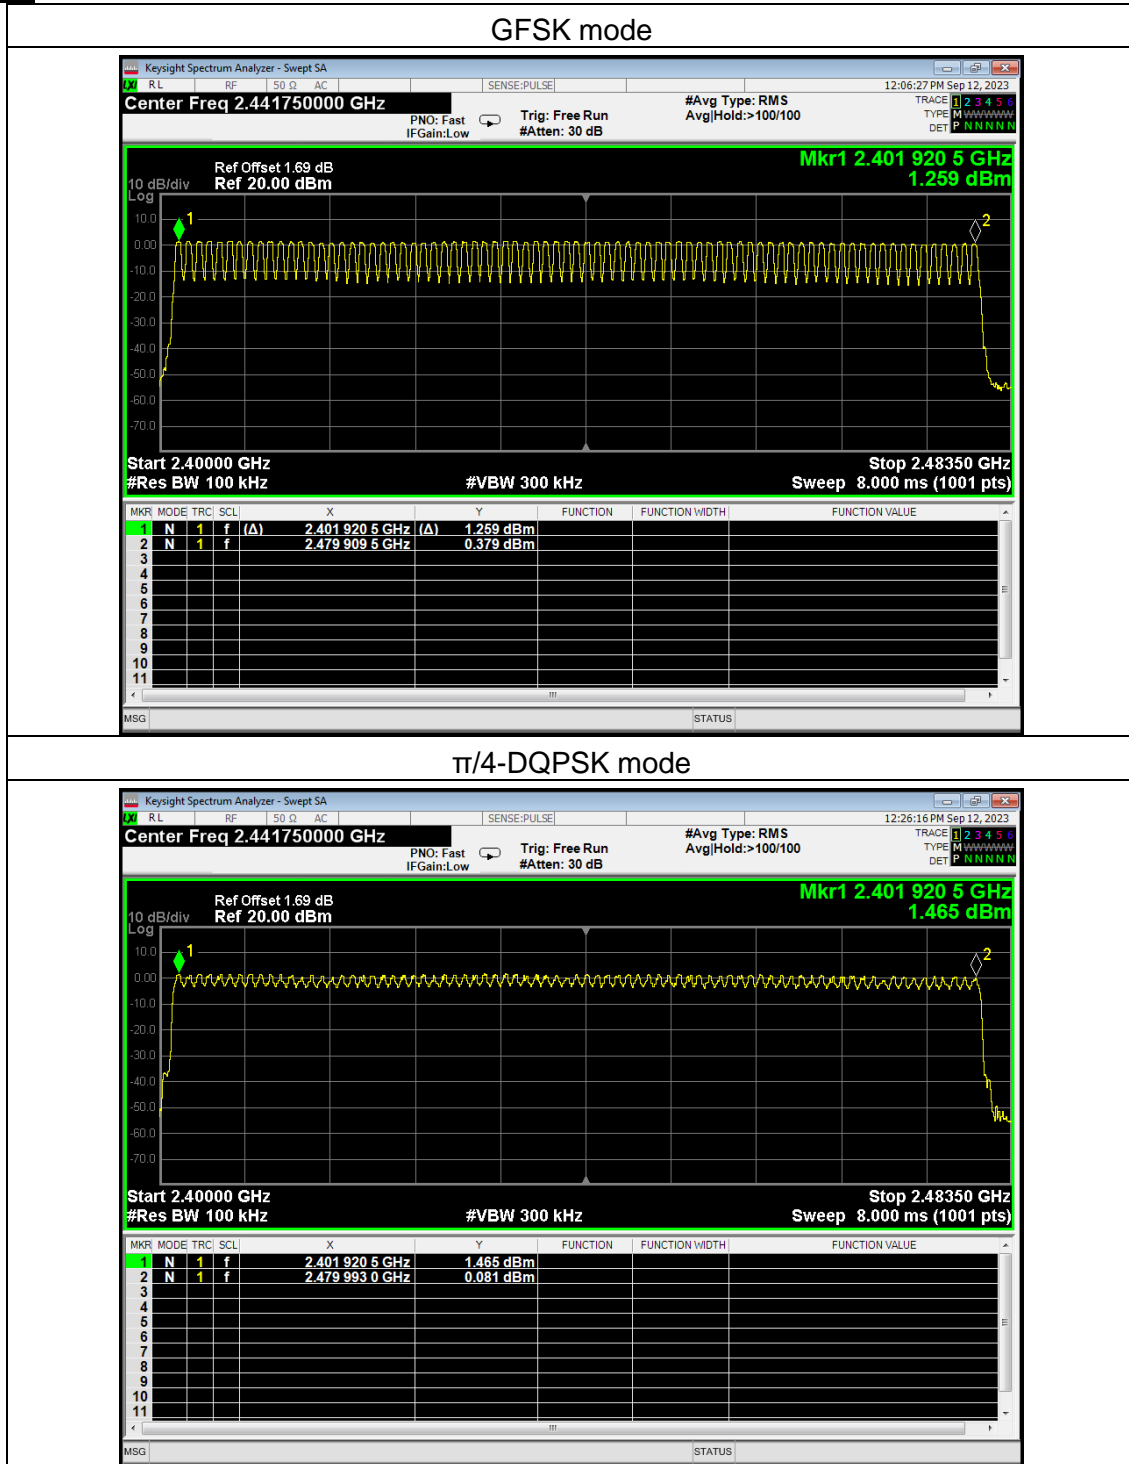 GFSK mode
Keysight Spectrum Analyzer - Swept SA
LXI RL RF 50 Ω AC SENSE:PULSE 12:06:27 PM Sep 12, 2023
Center Freq 2.441750000 GHz
PNO: Fast
IFGain:Low
Trig: Free Run
#Atten: 30 dB
#Avg Type: RMS
Avg|Hold:>100/100
TRACE 1 2 3 4 5 6
TYPE M WWWWW
DET P N N N N N
Mkr1 2.401 920 5 GHz
1.259 dBm
Ref Offset 1.69 dB
10 dB/div Ref 20.00 dBm
Log
10.0
0.00
-10.0
-20.0
-30.0
-40.0
-50.0
-60.0
-70.0
1
2
Start 2.40000 GHz Stop 2.48350 GHz
#Res BW 100 kHz #VBW 300 kHz Sweep 8.000 ms (1001 pts)
MKR MODE TRC SCL X Y FUNCTION FUNCTION WIDTH FUNCTION VALUE
1 N 1 f (Δ) 2.401 920 5 GHz (Δ) 1.259 dBm
2 N 1 f 2.479 909 5 GHz 0.379 dBm
3
4
5
6
7
8
9
10
11
MSG STATUS
π/4-DQPSK mode
Keysight Spectrum Analyzer - Swept SA
LXI RL RF 50 Ω AC SENSE:PULSE 12:26:16 PM Sep 12, 2023
Center Freq 2.441750000 GHz
PNO: Fast
IFGain:Low
Trig: Free Run
#Atten: 30 dB
#Avg Type: RMS
Avg|Hold:>100/100
TRACE 1 2 3 4 5 6
TYPE M WWWWW
DET P N N N N N
Mkr1 2.401 920 5 GHz
1.465 dBm
Ref Offset 1.69 dB
10 dB/div Ref 20.00 dBm
Log
10.0
0.00
-10.0
-20.0
-30.0
-40.0
-50.0
-60.0
-70.0
1
2
Start 2.40000 GHz Stop 2.48350 GHz
#Res BW 100 kHz #VBW 300 kHz Sweep 8.000 ms (1001 pts)
MKR MODE TRC SCL X Y FUNCTION FUNCTION WIDTH FUNCTION VALUE
1 N 1 f 2.401 920 5 GHz 1.465 dBm
2 N 1 f 2.479 993 0 GHz 0.081 dBm
3
4
5
6
7
8
9
10
11
MSG STATUS